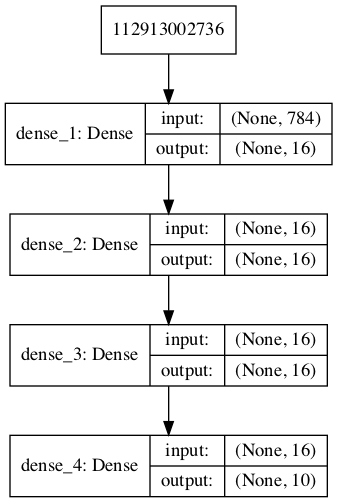 112913002736
dense_1: Dense
input: (None, 784)
output: (None, 16)
dense_2: Dense
input: (None, 16)
output: (None, 16)
dense_3: Dense
input: (None, 16)
output: (None, 16)
dense_4: Dense
input: (None, 16)
output: (None, 10)